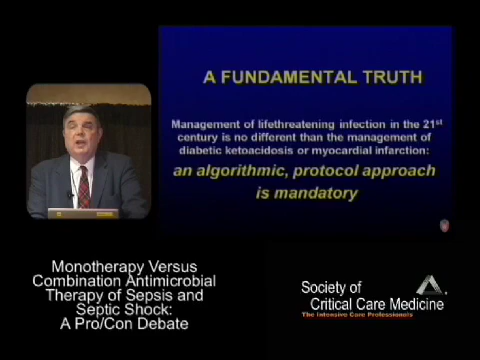 A FUNDAMENTAL TRUTH
Management of lifethreatening infection in the 21st
century is no different than the management of
diabetic ketoacidosis or myocardial infarction:
an algorithmic, protocol approach
is mandatory
Monotherapy Versus
Combination Antimicrobial
Therapy of Sepsis and
Septic Shock:
A Pro/Con Debate
Society of
Critical Care Medicine
The Intensive Care Professionals